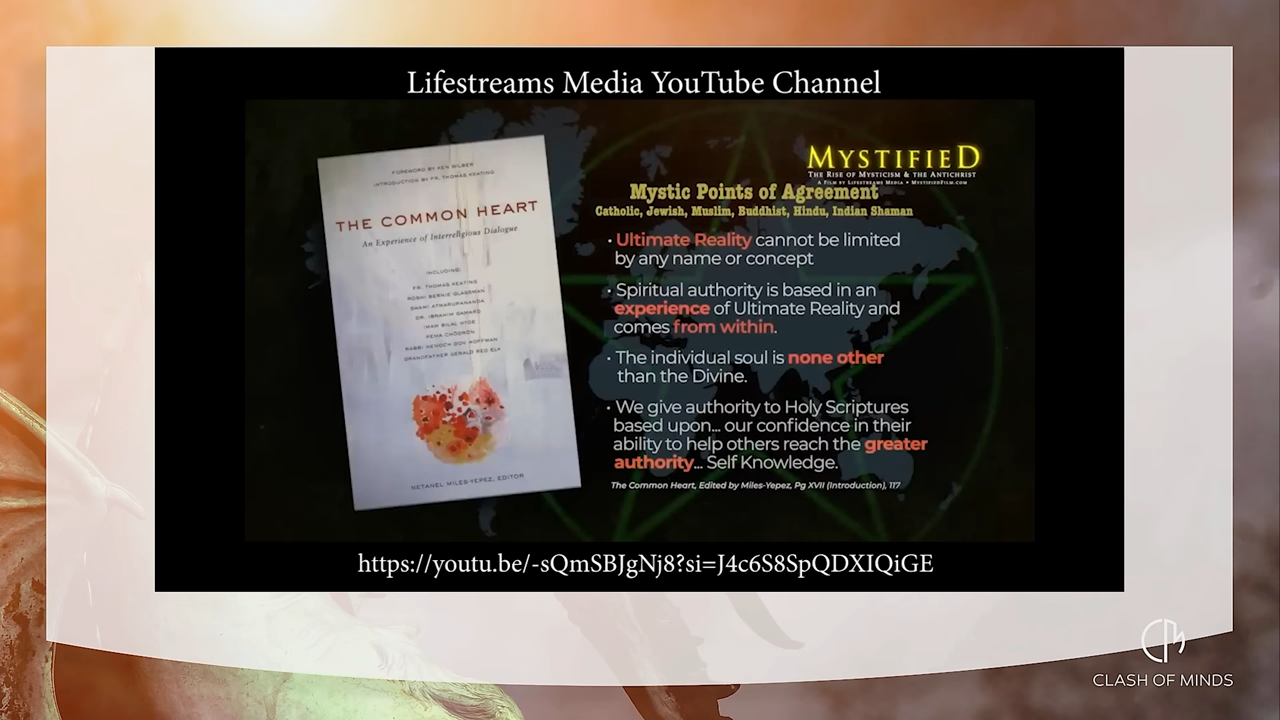 Lifestreams Media YouTube Channel
FOREWORD BY KEN WILBER
INTRODUCTION BY FR. THOMAS KEATING
THE COMMON HEART
An Experience of Interreligious Dialogue
INCLUDING:
FR. THOMAS KEATING
ROSHI BERNIE GLASSMAN
SWAMI ATMARUPANANDA
DR. IBRAHIM GAMARD
IMAM BILAL HYDE
PEMA CHÖDRÖN
RABBI HENOCH DOV HOFFMAN
GRANDFATHER GERALD RED ELK
NETANEL MILES-YEPEZ, EDITOR
MYSTIFIED
THE RISE OF MYSTICISM & THE ANTICHRIST
A FILM BY LIFESTREAMS MEDIA • MYSTIFIEDFILM.COM
Mystic Points of Agreement
Catholic, Jewish, Muslim, Buddhist, Hindu, Indian Shaman
• Ultimate Reality cannot be limited
by any name or concept
• Spiritual authority is based in an
experience of Ultimate Reality and
comes from within.
• The individual soul is none other
than the Divine.
• We give authority to Holy Scriptures
based upon... our confidence in their
ability to help others reach the greater
authority... Self Knowledge.
The Common Heart, Edited by Miles-Yepez, Pg XVII (Introduction), 117
https://youtu.be/-sQmSBJgNj8?si=J4c6S8SpQDXIQiGE
CLASH OF MINDS